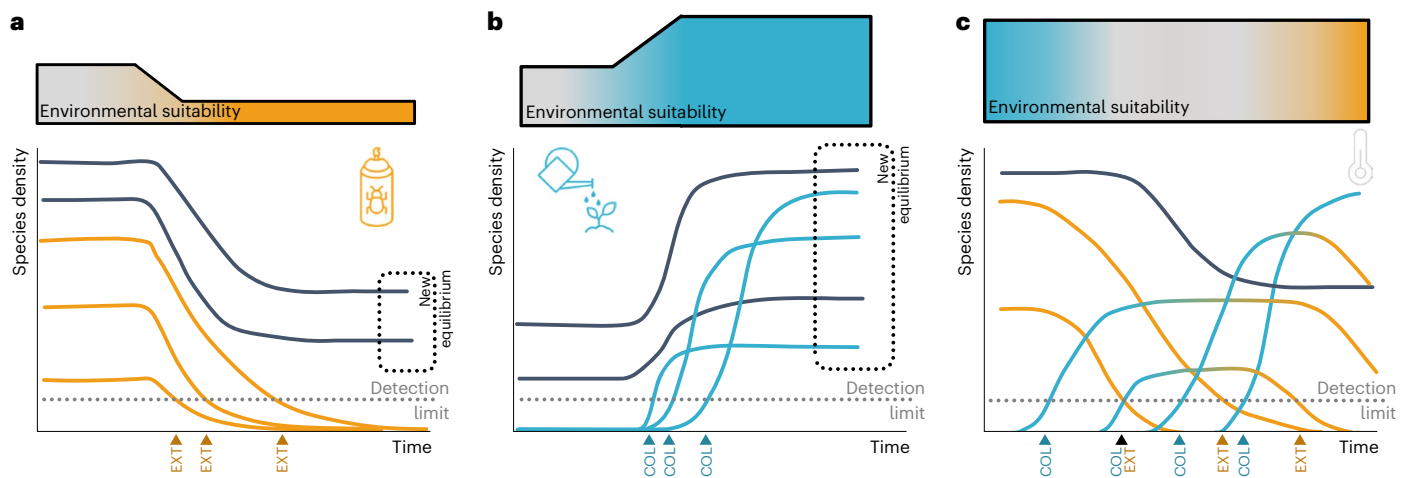 a
Environmental suitability
Species density
New
equilibrium
Detection
limit
Time
EXT
EXT
EXT
b
Environmental suitability
Species density
New
equilibrium
Detection
limit
Time
COL
COL
COL
c
Environmental suitability
Species density
Detection
limit
Time
COL
COL
EXT
COL
EXT
COL
EXT